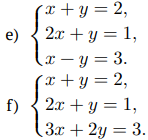 x + y = 2,
e) 2x + y = 1,
x − y = 3.
x + y = 2,
f) 2x + y = 1,
3x + 2y = 3.